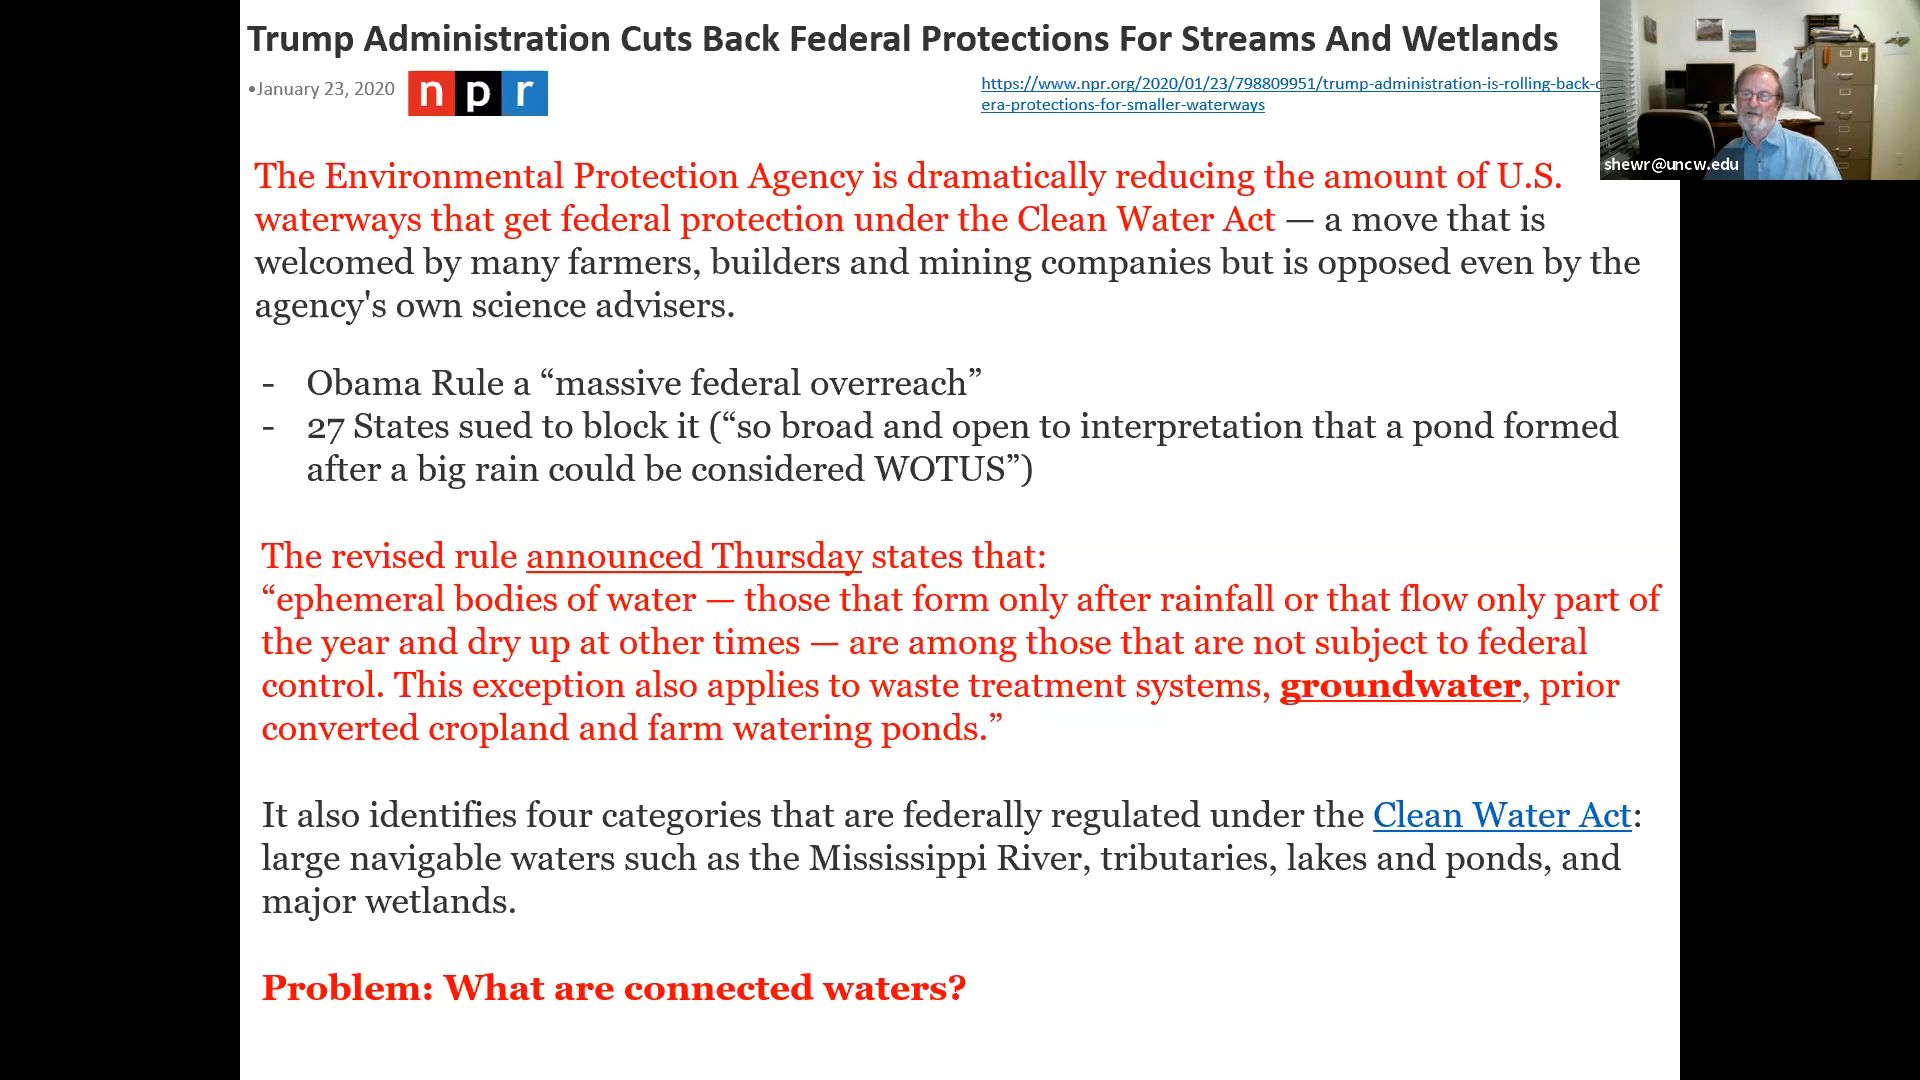 Trump Administration Cuts Back Federal Protections For Streams And Wetlands
•January 23, 2020
npr
https://www.npr.org/2020/01/23/798809951/trump-administration-is-rolling-back-
era-protections-for-smaller-waterways
shewr@uncw.edu
The Environmental Protection Agency is dramatically reducing the amount of U.S.
waterways that get federal protection under the Clean Water Act — a move that is
welcomed by many farmers, builders and mining companies but is opposed even by the
agency's own science advisers.
- Obama Rule a “massive federal overreach”
- 27 States sued to block it (“so broad and open to interpretation that a pond formed
after a big rain could be considered WOTUS”)
The revised rule announced Thursday states that:
“ephemeral bodies of water — those that form only after rainfall or that flow only part of
the year and dry up at other times — are among those that are not subject to federal
control. This exception also applies to waste treatment systems, groundwater, prior
converted cropland and farm watering ponds.”
It also identifies four categories that are federally regulated under the Clean Water Act:
large navigable waters such as the Mississippi River, tributaries, lakes and ponds, and
major wetlands.
Problem: What are connected waters?